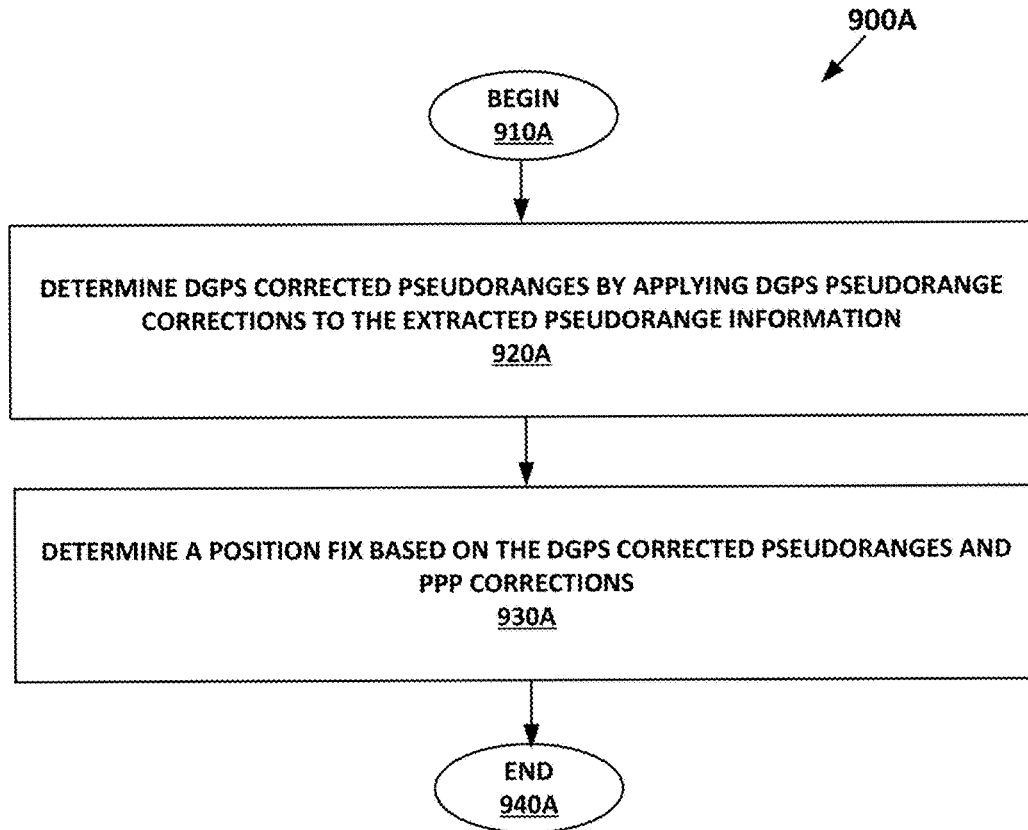 900A
BEGIN
910A
DETERMINE DGPS CORRECTED PSEUDORANGES BY APPLYING DGPS PSEUDORANGE
CORRECTIONS TO THE EXTRACTED PSEUDORANGE INFORMATION
920A
DETERMINE A POSITION FIX BASED ON THE DGPS CORRECTED PSEUDORANGES AND
PPP CORRECTIONS
930A
END
940A